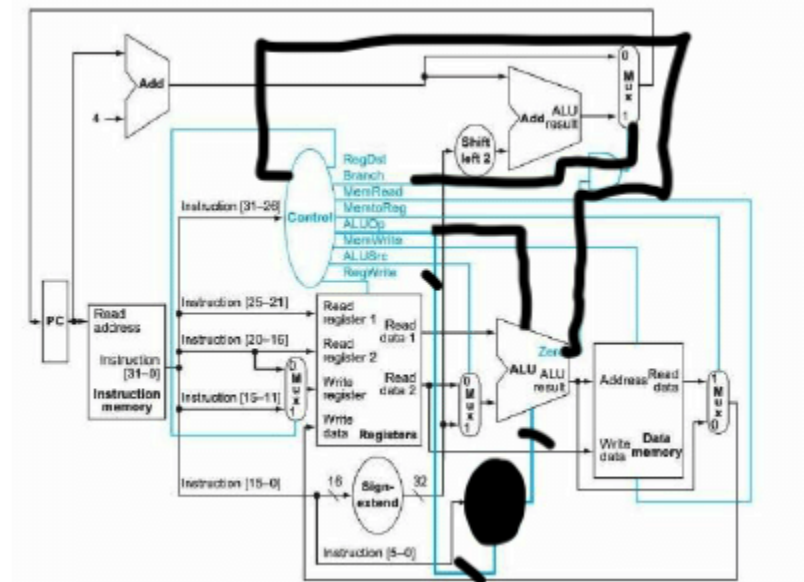 0
M
u
x
1
Add
4
Add ALU
result
Shift
left 2
RegDst
Branch
MemRead
MemtoReg
ALUOp
MemWrite
ALUSrc
RegWrite
Control
Instruction [31–26]
Instruction [25–21]
Instruction [20–16]
Instruction [15–11]
Instruction [15–0]
Instruction [5–0]
PC
Read
address
Instruction
[31–0]
Instruction
memory
0
M
u
x
1
Read
register 1
Read
data 1
Read
register 2
Write
register
Read
data 2
Write
data
Registers
0
M
u
x
1
Zero
ALU
ALU
result
Address
Read
data
Write
data
Data
memory
1
M
u
x
0
16
Sign-
extend
32